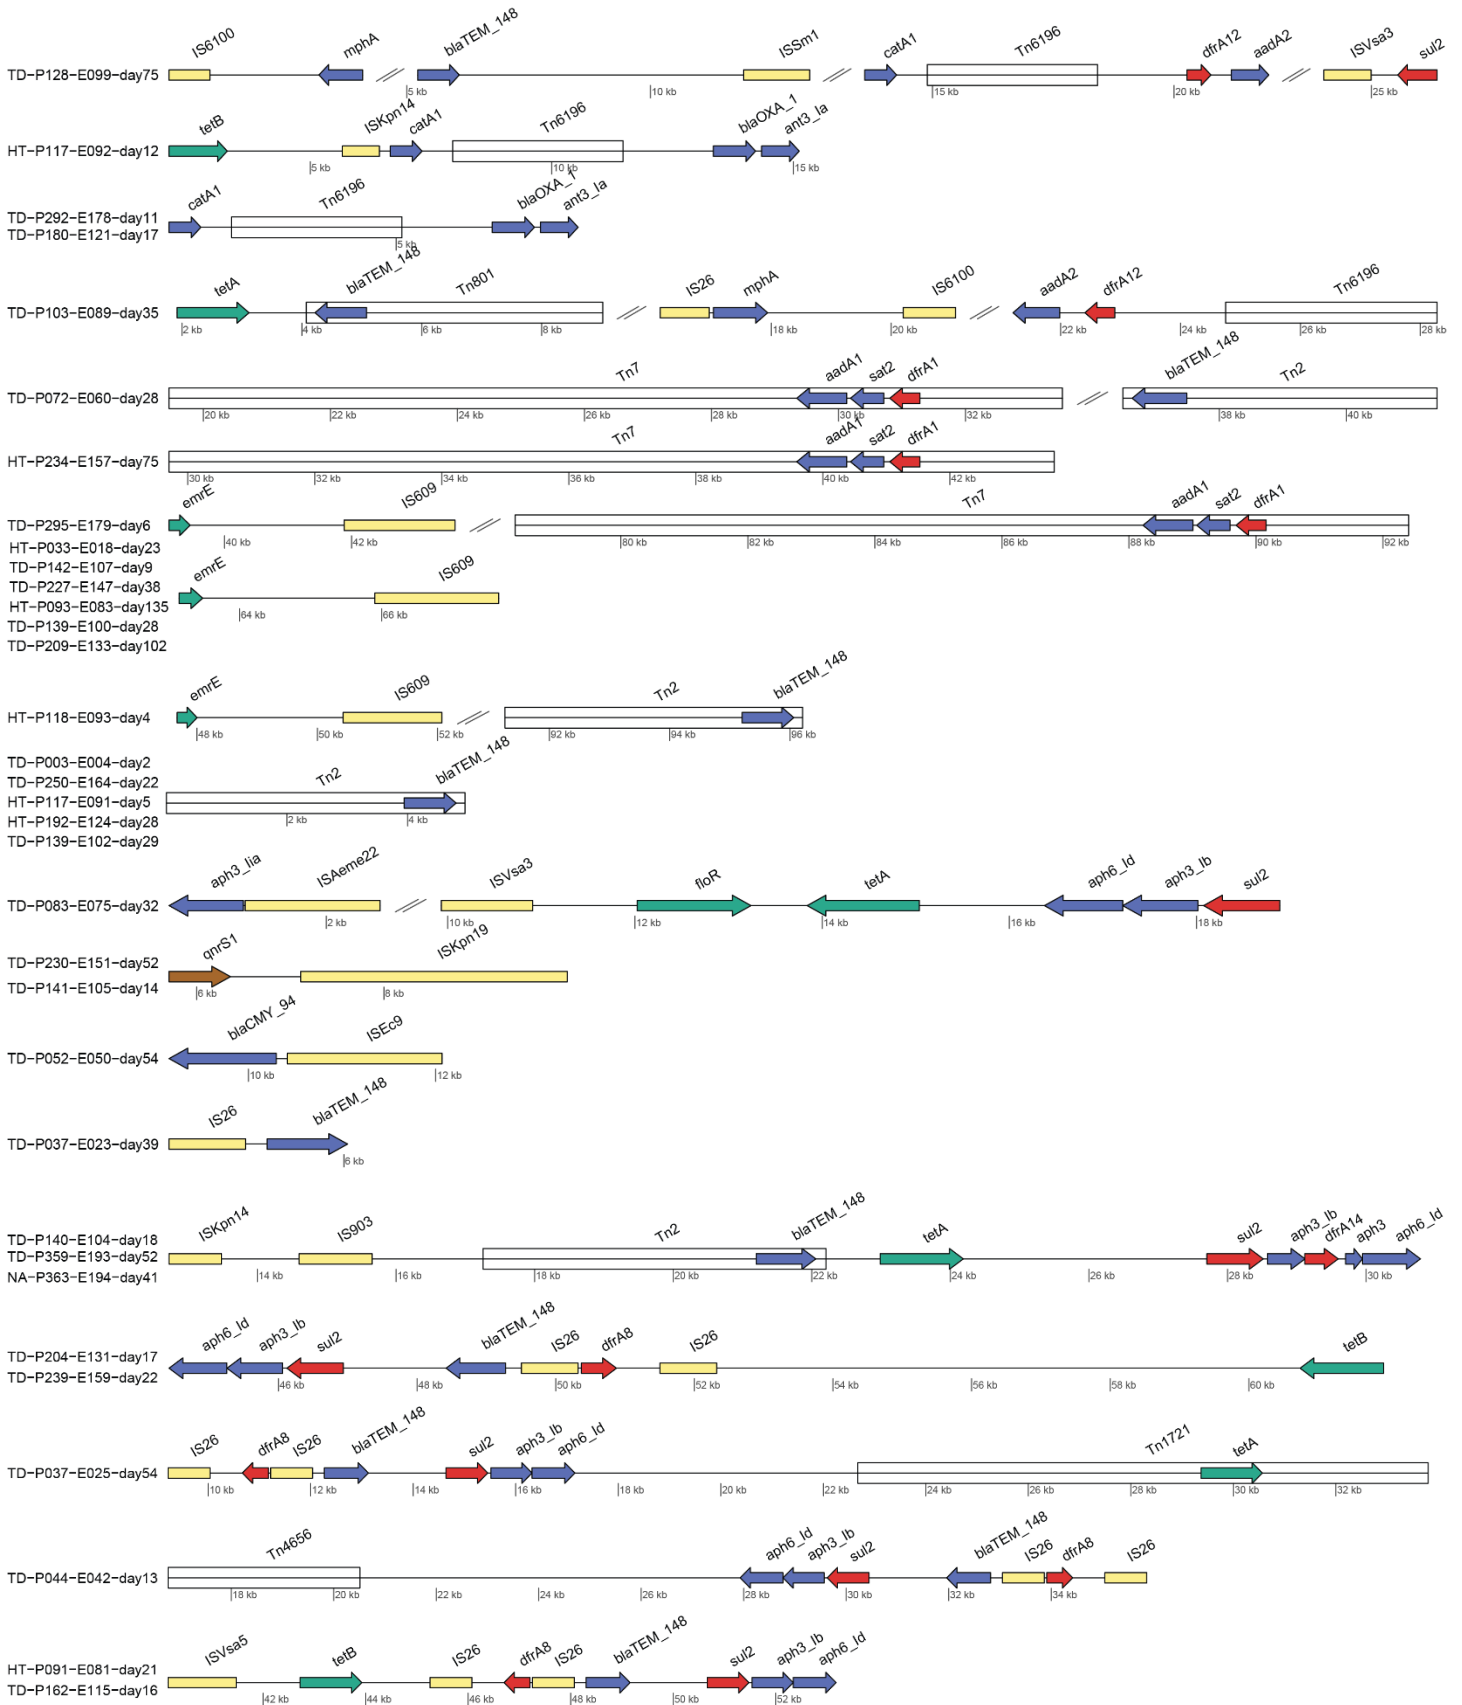 IS6100 mphA blaTEM_148 ISSm1 catA1 Tn6196 dfrA12 aadA2 ISVsa3 sul2
TD-P128-E099-day75
5 kb 10 kb 15 kb 20 kb 25 kb
tetB ISKpn14 catA1 Tn6196 blaOXA_1 ant3_Ia
HT-P117-E092-day12
5 kb 10 kb 15 kb
catA1 Tn6196 blaOXA_1 ant3_Ia
TD-P292-E178-day11
TD-P180-E121-day17
5 kb
tetA blaTEM_148 Tn801 IS26 mphA IS6100 aadA2 dfrA12 Tn6196
TD-P103-E089-day35
2 kb 4 kb 6 kb 8 kb 18 kb 20 kb 22 kb 24 kb 26 kb 28 kb
Tn7 aadA1 sat2 dfrA1 blaTEM_148 Tn2
TD-P072-E060-day28
20 kb 22 kb 24 kb 26 kb 28 kb 30 kb 32 kb 38 kb 40 kb
Tn7 aadA1 sat2 dfrA1
HT-P234-E157-day75
30 kb 32 kb 34 kb 36 kb 38 kb 40 kb 42 kb
emrE IS609 Tn7 aadA1 sat2 dfrA1
TD-P295-E179-day6
40 kb 42 kb 80 kb 82 kb 84 kb 86 kb 88 kb 90 kb 92 kb
HT-P033-E018-day23
TD-P142-E107-day9
emrE IS609
TD-P227-E147-day38
HT-P093-E083-day135
64 kb 66 kb
TD-P139-E100-day28
TD-P209-E133-day102
emrE IS609 Tn2 blaTEM_148
HT-P118-E093-day4
48 kb 50 kb 52 kb 92 kb 94 kb 96 kb
TD-P003-E004-day2
TD-P250-E164-day22
Tn2 blaTEM_148
HT-P117-E091-day5
HT-P192-E124-day28
2 kb 4 kb
TD-P139-E102-day29
aph3_Iia ISAeme22 ISVsa3 floR tetA aph6_Id aph3_Ib sul2
TD-P083-E075-day32
2 kb 10 kb 12 kb 14 kb 16 kb 18 kb
qnrS1 ISKpn19
TD-P230-E151-day52
TD-P141-E105-day14
6 kb 8 kb
blaCMY_94 ISEc9
TD-P052-E050-day54
10 kb 12 kb
IS26 blaTEM_148
TD-P037-E023-day39
6 kb
ISKpn14 IS903 Tn2 blaTEM_148 tetA sul2 aph3_Ib dfrA14 aph3 aph6_Id
TD-P140-E104-day18
TD-P359-E193-day52
NA-P363-E194-day41
14 kb 16 kb 18 kb 20 kb 22 kb 24 kb 26 kb 28 kb 30 kb
aph6_Id aph3_Ib sul2 blaTEM_148 IS26 dfrA8 IS26 tetB
TD-P204-E131-day17
TD-P239-E159-day22
46 kb 48 kb 50 kb 52 kb 54 kb 56 kb 58 kb 60 kb
IS26 dfrA8 IS26 blaTEM_148 sul2 aph3_Ib aph6_Id Tn1721 tetA
TD-P037-E025-day54
10 kb 12 kb 14 kb 16 kb 18 kb 20 kb 22 kb 24 kb 26 kb 28 kb 30 kb 32 kb
Tn4656 aph6_Id aph3_Ib sul2 blaTEM_148 IS26 dfrA8 IS26
TD-P044-E042-day13
18 kb 20 kb 22 kb 24 kb 26 kb 28 kb 30 kb 32 kb 34 kb
ISVsa5 tetB IS26 dfrA8 IS26 blaTEM_148 sul2 aph3_Ib aph6_Id
HT-P091-E081-day21
TD-P162-E115-day16
42 kb 44 kb 46 kb 48 kb 50 kb 52 kb